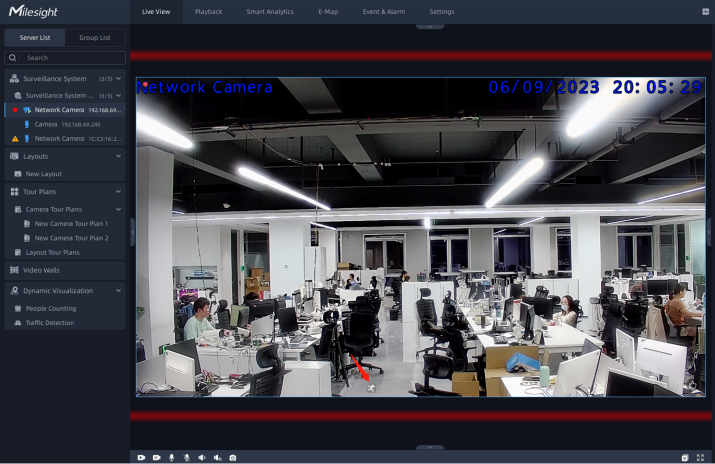 Milesight
Live View
Playback
Smart Analytics
E-Map
Event & Alarm
Settings
Server List
Group List
Search
Surveillance System (3/3)
Surveillance System ... (3/3)
Network Camera 192.168.69...
Camera 192.168.69.245
Network Camera 1C:C3:16:2...
Layouts
New Layout
Tour Plans
Camera Tour Plans
New Camera Tour Plan 1
New Camera Tour Plan 2
Layout Tour Plans
Video Walls
Dynamic Visualization
People Counting
Traffic Detection
Network Camera
06/09/2023 20:05:29